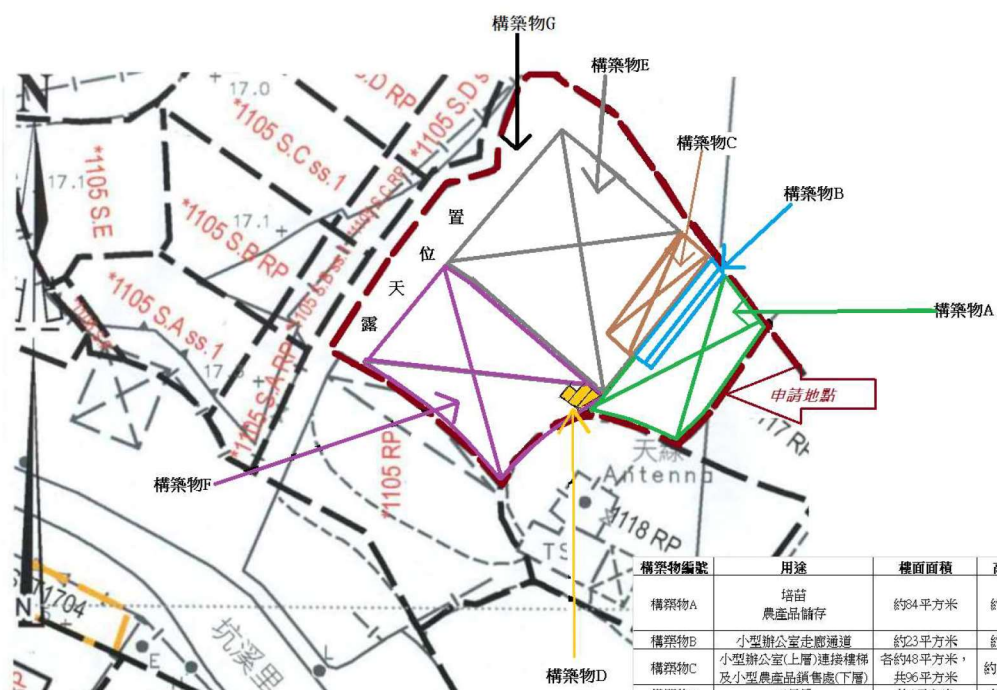 構築物G
構築物E
構築物C
構築物B
構築物A
申請地點
構築物F
構築物D
置
位
天
露
N
17.0
17.1
17.1
*1105 S.E
*1105 S.C ss.1
*1105 S.B RP
*1105 S.A ss.1
*1105 S.A RP
*1105 RP
天線
Antenna
1118 RP
坑溪里
E
L
N
構築物編號 用途 樓面面積
構築物A 培苗 約84平方米
農產品儲存
構築物B 小型辦公室走廊通道 約23平方米
構築物C 小型辦公室(上層)連接樓梯 各約48平方米，
及小型農產品銷售處(下層) 共96平方米